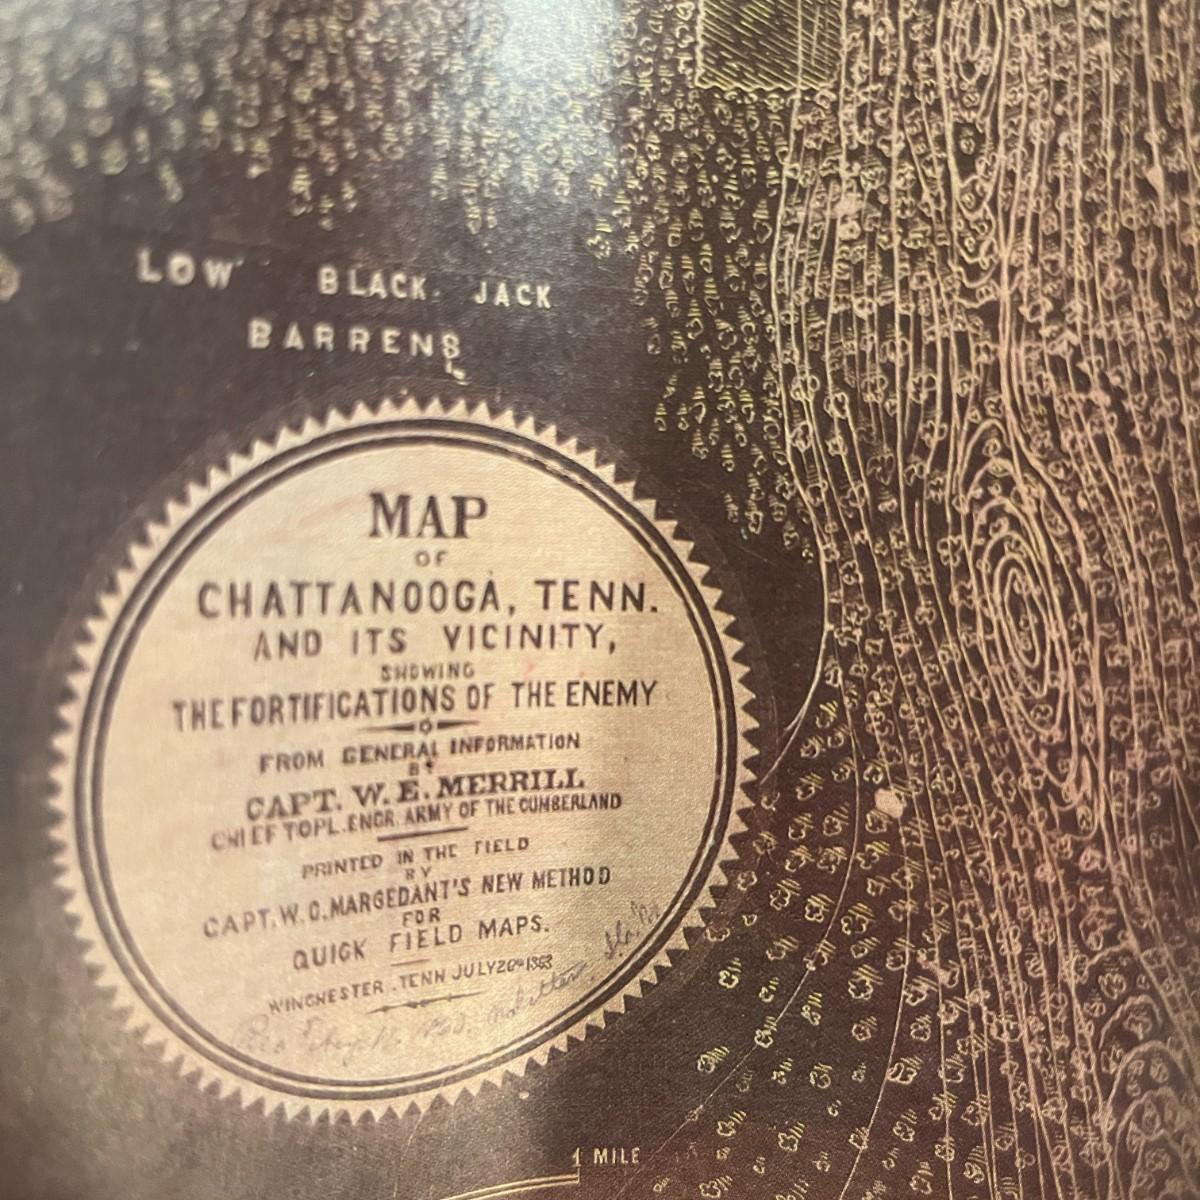 LOW BLACK. JACK
BARRENS
MAP
OF
CHATTANOOGA, TENN.
AND ITS VICINITY,
SHOWING
THE FORTIFICATIONS OF THE ENEMY
FROM GENERAL INFORMATION
BY
CAPT. W. E. MERRILL
CHIEF TOPL. ENGR. ARMY OF THE CUMBERLAND
PRINTED IN THE FIELD
BY
CAPT. W. C. MARGEDANT'S NEW METHOD
FOR
QUICK FIELD MAPS.
WINCHESTER. TENN JULY 20th 1863
1 MILE